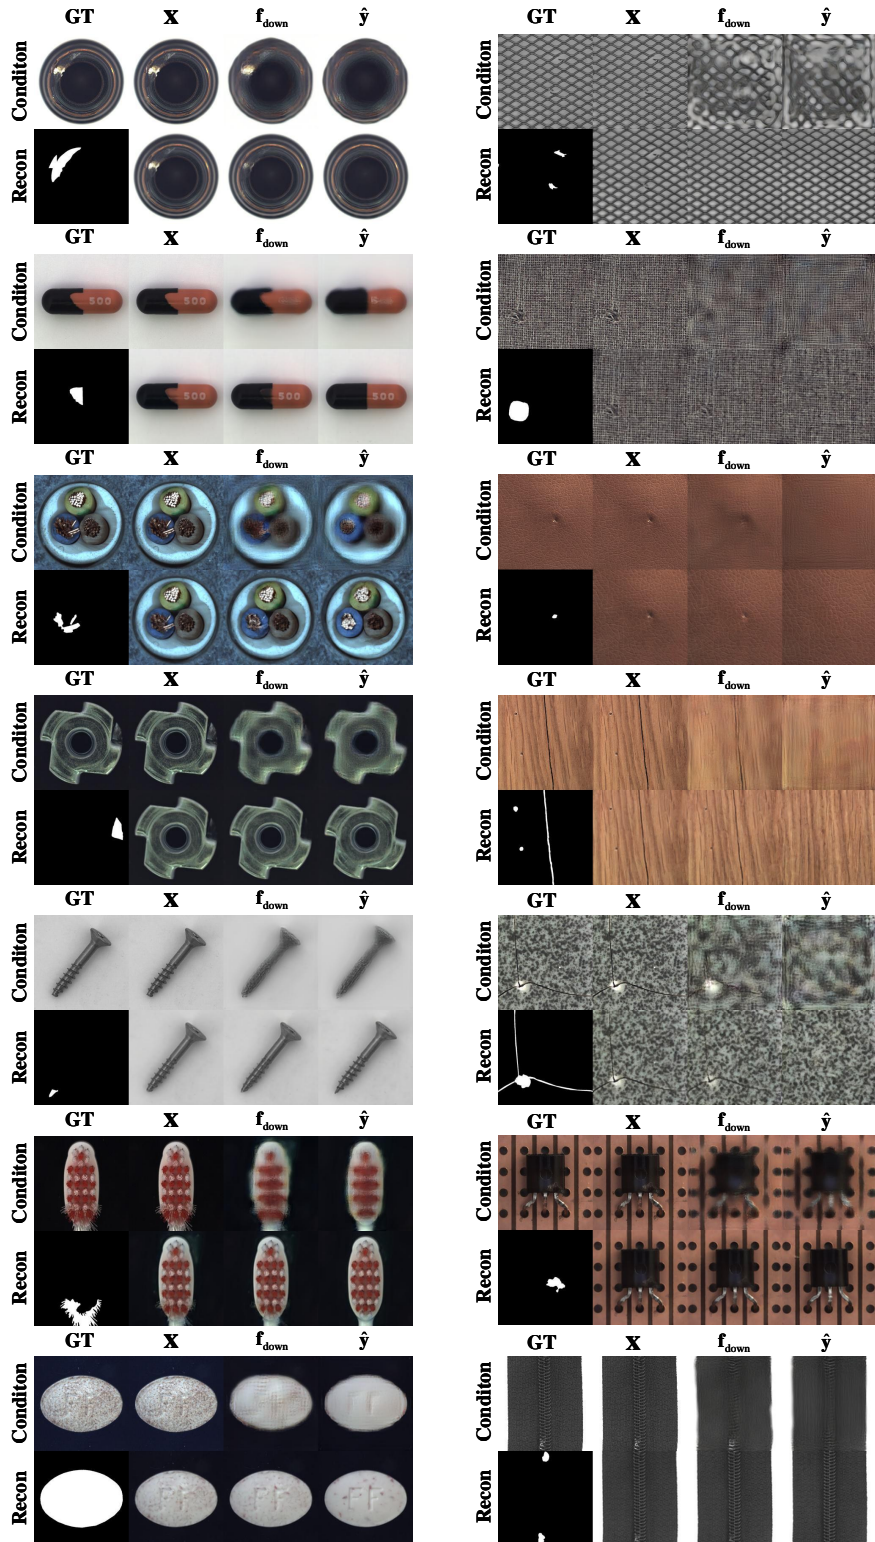 GT X f_down ŷ
Conditon
Recon
GT X f_down ŷ
Conditon
Recon
GT X f_down ŷ
Conditon
500 500
Recon
500 500 500
GT X f_down ŷ
Conditon
Recon
GT X f_down ŷ
Conditon
Recon
GT X f_down ŷ
Conditon
Recon
GT X f_down ŷ
Conditon
Recon
GT X f_down ŷ
Conditon
Recon
GT X f_down ŷ
Conditon
Recon
GT X f_down ŷ
Conditon
Recon
GT X f_down ŷ
Conditon
Recon
GT X f_down ŷ
Conditon
Recon
GT X f_down ŷ
Conditon
Recon
FF FF FF
GT X f_down ŷ
Conditon
Recon